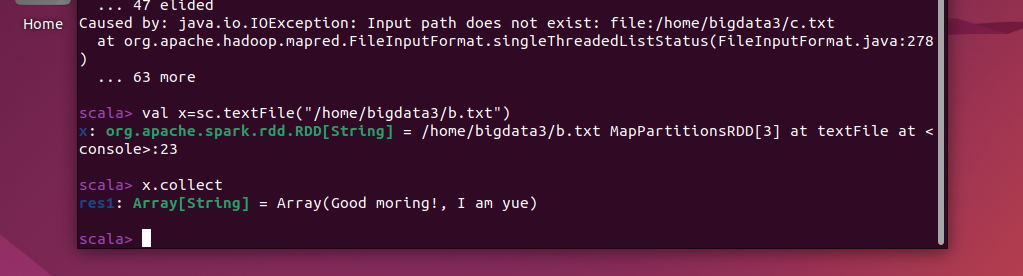 Home
... 47 elided
Caused by: java.io.IOException: Input path does not exist: file:/home/bigdata3/c.txt
at org.apache.hadoop.mapred.FileInputFormat.singleThreadedListStatus(FileInputFormat.java:278
)
... 63 more
scala> val x=sc.textFile("/home/bigdata3/b.txt")
x: org.apache.spark.rdd.RDD[String] = /home/bigdata3/b.txt MapPartitionsRDD[3] at textFile at <
console>:23
scala> x.collect
res1: Array[String] = Array(Good moring!, I am yue)
scala>